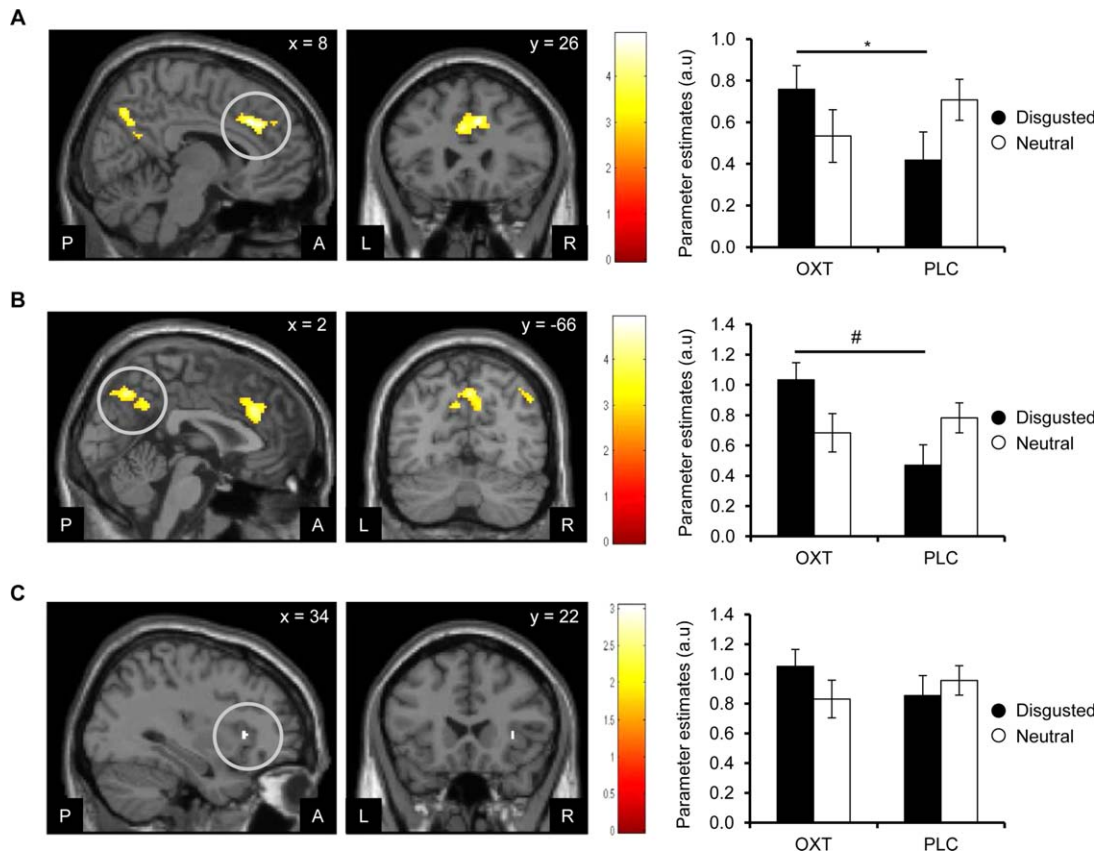 A
x = 8
P
A
y = 26
L
R
4
3
2
1
0
Parameter estimates (a.u)
1.0
0.8
0.6
0.4
0.2
0.0
*
OXT
PLC
Disgusted
Neutral
B
x = 2
P
A
y = -66
L
R
4
3
2
1
0
Parameter estimates (a.u)
1.4
1.2
1.0
0.8
0.6
0.4
0.2
0.0
#
OXT
PLC
Disgusted
Neutral
C
x = 34
P
A
y = 22
L
R
3
2.5
2
1.5
1
0.5
0
Parameter estimates (a.u)
1.4
1.2
1.0
0.8
0.6
0.4
0.2
0.0
OXT
PLC
Disgusted
Neutral